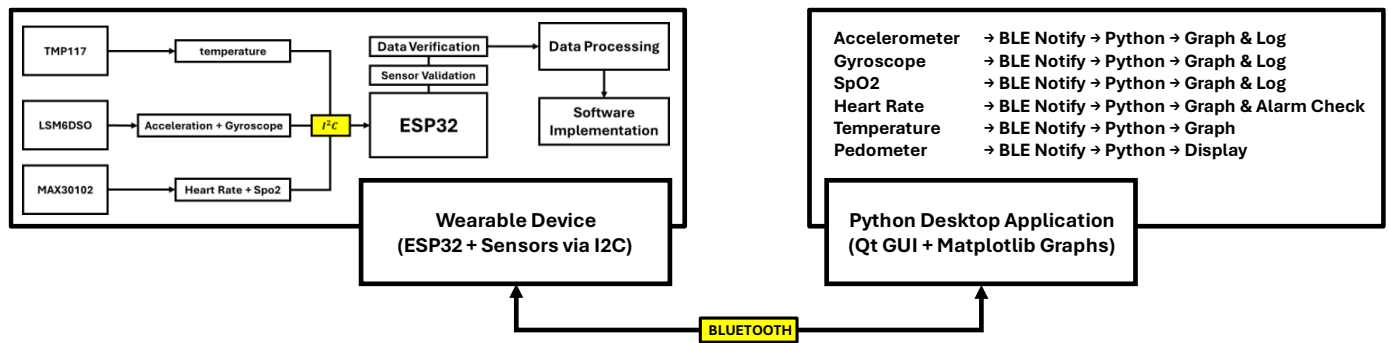 TMP117
temperature
LSM6DSO
Acceleration + Gyroscope
I²C
MAX30102
Heart Rate + Spo2
Data Verification
Sensor Validation
ESP32
Data Processing
Software
Implementation
Wearable Device
(ESP32 + Sensors via I2C)
Accelerometer → BLE Notify → Python → Graph & Log
Gyroscope → BLE Notify → Python → Graph & Log
SpO2 → BLE Notify → Python → Graph & Log
Heart Rate → BLE Notify → Python → Graph & Alarm Check
Temperature → BLE Notify → Python → Graph
Pedometer → BLE Notify → Python → Display
Python Desktop Application
(Qt GUI + Matplotlib Graphs)
BLUETOOTH